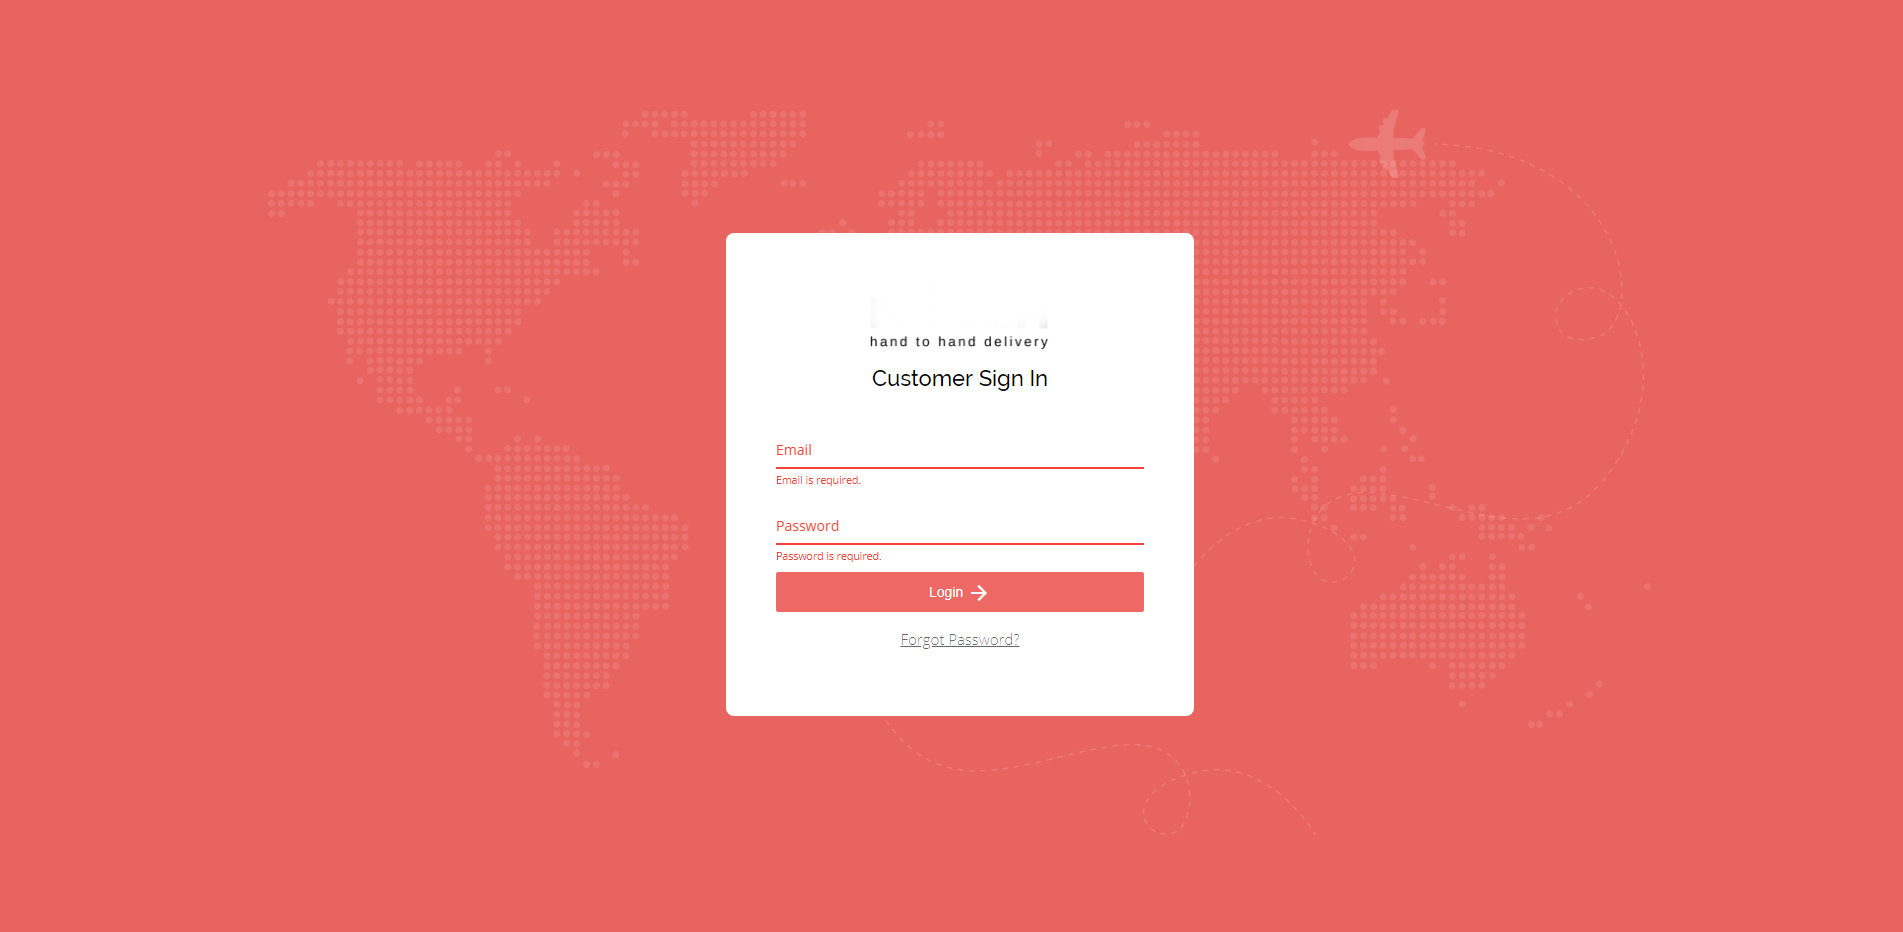 hand to hand delivery
Customer Sign In
Email
Email is required.
Password
Password is required.
Login
Forgot Password?